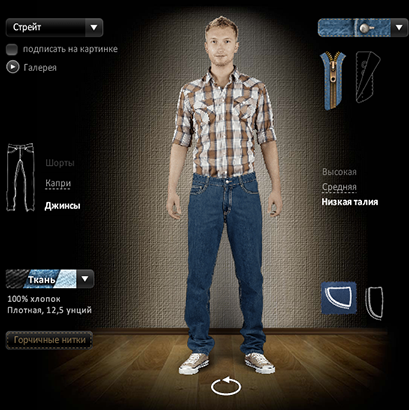 Стрейт
подписать на картинке
Галерея
Шорты
Капри
Джинсы
Высокая
Средняя
Низкая талия
Ткань
100% хлопок
Плотная, 12,5 унций
Горчичные нитки